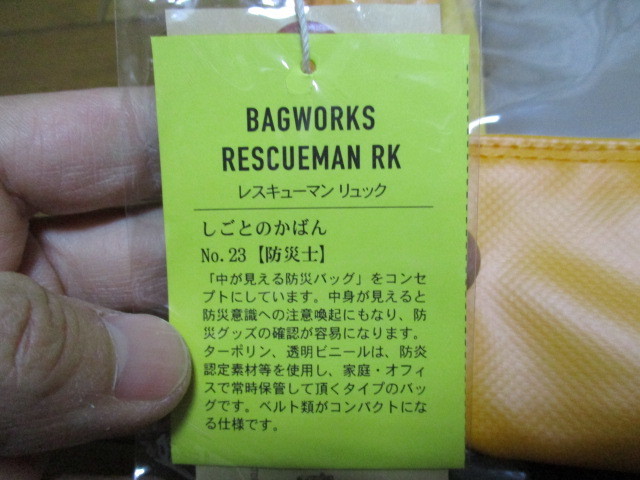 BAGWORKS
RESCUEMAN RK
レスキューマン リュック
しごとのかばん
No. 23【防災士】
「中が見える防災バッグ」をコンセ
プトにしています。中身が見えると
防災意識への注意喚起にもなり、防
災グッズの確認が容易になります。
ターポリン、透明ビニールは、防炎
認定素材等を使用し、家庭・オフィ
スで常時保管して頂くタイプのバッ
グです。ベルト類がコンパクトにな
る仕様です。